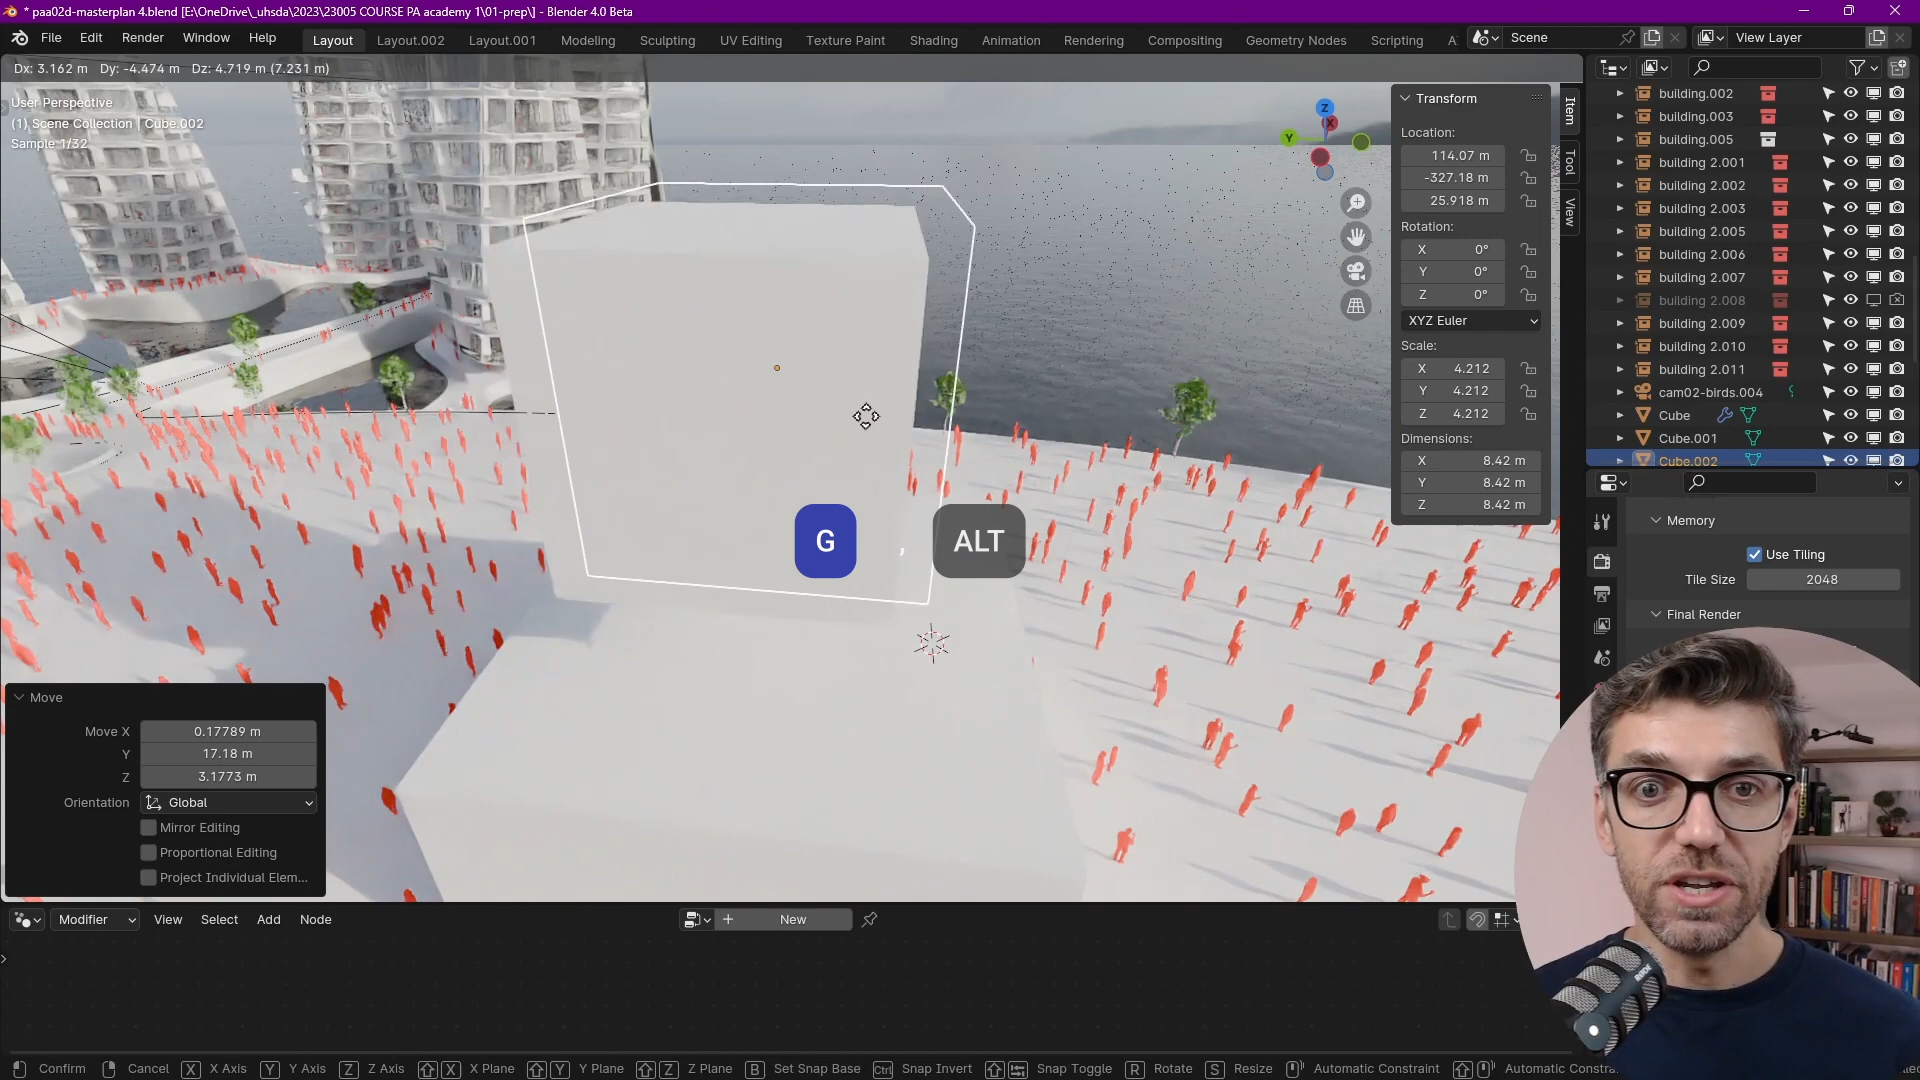 * paa02d-masterplan 4.blend [E:\OneDrive\_uhsda\2023\23005 COURSE PA academy 1\01-prep\] - Blender 4.0 Beta
File Edit Render Window Help Layout Layout.002 Layout.001 Modeling Sculpting UV Editing Texture Paint Shading Animation Rendering Compositing Geometry Nodes Scripting Scene View Layer
Dx: 3.162 m Dy: -4.474 m Dz: 4.719 m (7.231 m)
User Perspective
(1) Scene Collection | Cube.002
Sample 1/32
Z
X
Y
Transform
Location:
114.07 m
-327.18 m
25.918 m
Rotation:
X 0°
Y 0°
Z 0°
XYZ Euler
Scale:
X 4.212
Y 4.212
Z 4.212
Dimensions:
X 8.42 m
Y 8.42 m
Z 8.42 m
Item
Tool
View
building.002
building.003
building.005
building 2.001
building 2.002
building 2.003
building 2.005
building 2.006
building 2.007
building 2.008
building 2.009
building 2.010
building 2.011
cam02-birds.004
Cube
Cube.001
Cube.002
Memory
Use Tiling
Tile Size 2048
Final Render
G , ALT
Move
Move X 0.17789 m
Y 17.18 m
Z 3.1773 m
Orientation Global
Mirror Editing
Proportional Editing
Project Individual Elem...
Modifier View Select Add Node New
RØDE
Confirm Cancel X X Axis Y Y Axis Z Z Axis X X Plane Y Y Plane Z Z Plane B Set Snap Base Ctrl Snap Invert Snap Toggle R Rotate S Resize Automatic Constraint Automatic Constra